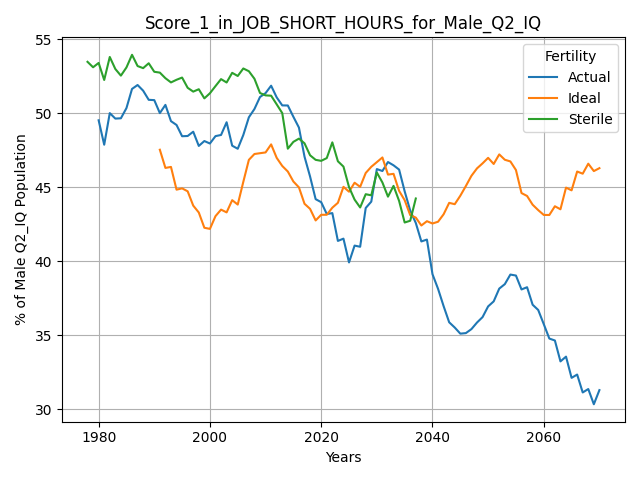 Score_1_in_JOB_SHORT_HOURS_for_Male_Q2_IQ
% of Male Q2_IQ Population
55
50
45
40
35
30
Fertility
Actual
Ideal
Sterile
1980 2000 2020 2040 2060
Years